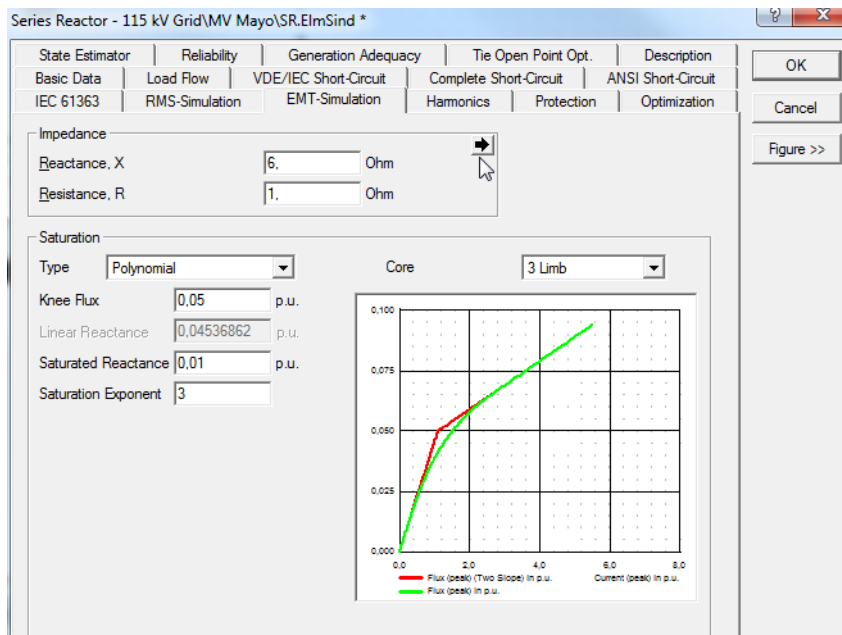 Series Reactor - 115 kV Grid\MV Mayo\SR.ElmSind *
State Estimator Reliability Generation Adequacy Tie Open Point Opt. Description
Basic Data Load Flow VDE/IEC Short-Circuit Complete Short-Circuit ANSI Short-Circuit
IEC 61363 RMS-Simulation EMT-Simulation Harmonics Protection Optimization
OK
Cancel
Figure >>
Impedance
Reactance, X 6, Ohm
Resistance, R 1, Ohm
Saturation
Type Polynomial Core 3 Limb
Knee Flux 0,05 p.u.
Linear Reactance 0,04536862 p.u.
Saturated Reactance 0,01 p.u.
Saturation Exponent 3
0,100
0,075
0,050
0,025
0,000
0,0 2,0 4,0 6,0 8,0
Flux (peak) (Two Slope) in p.u. Current (peak) in p.u.
Flux (peak) in p.u.